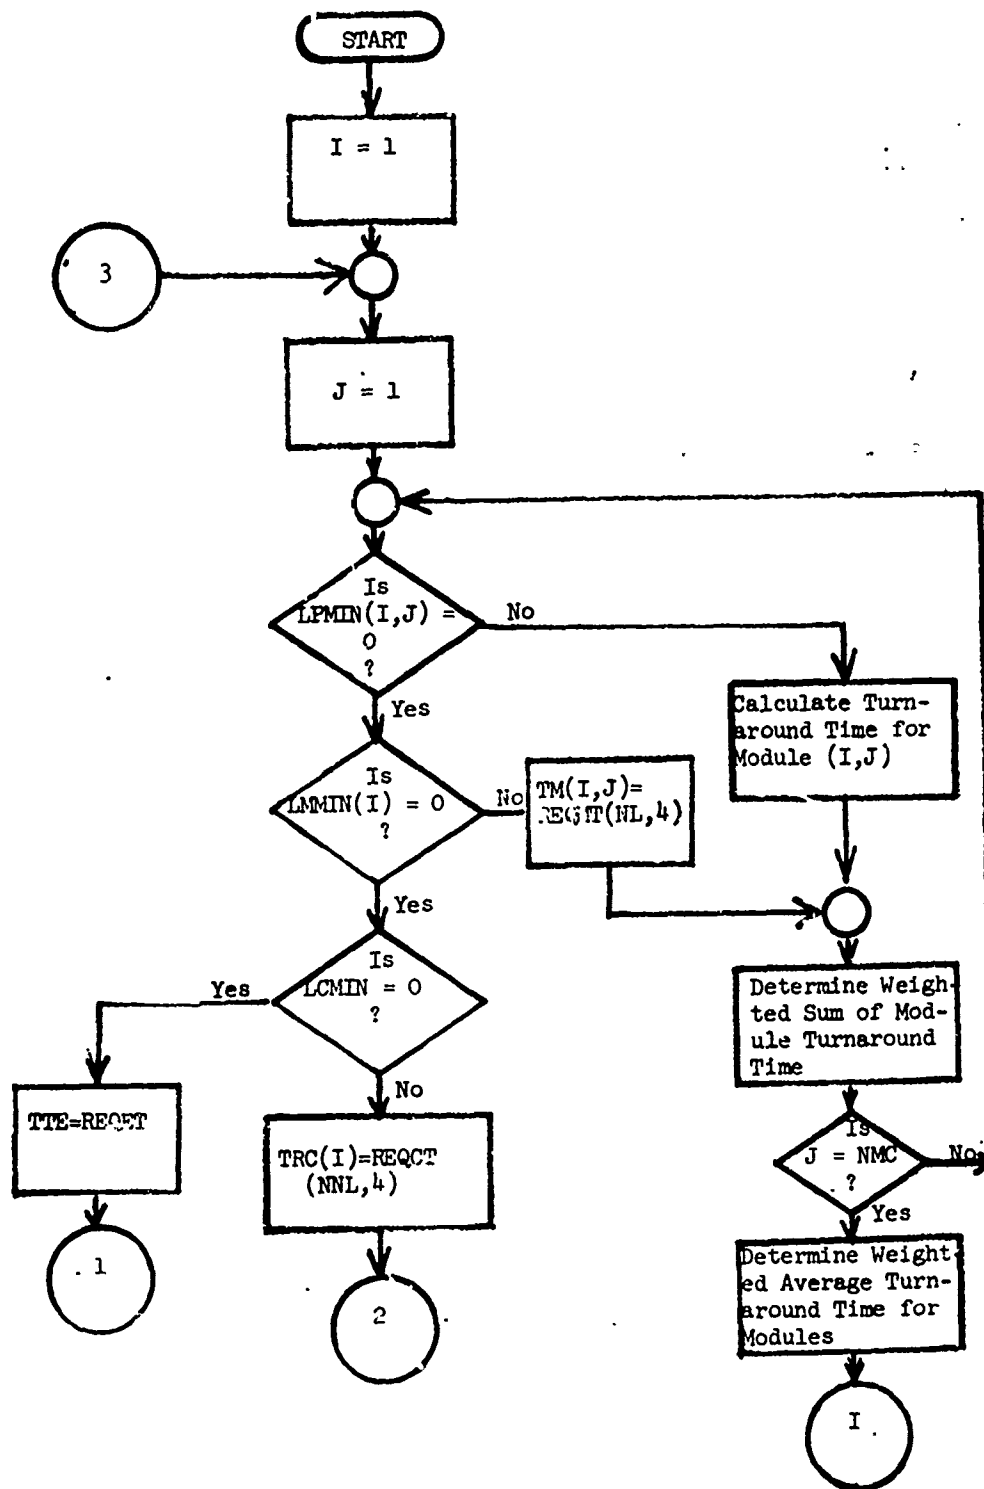 START
I = 1
3
J = 1
Is
LPMIN(I,J) =
0
?
No
Yes
Calculate Turn-
around Time for
Module (I,J)
Is
LMMIN(I) = 0
?
No
TM(I,J)=
(NL,4)
Yes
Is
LCMIN = 0
?
Yes
No
Determine Weigh-
ted Sum of Mod-
ule Turnaround
Time
TTE=REQET
TRC(I)=REQCT
(NNL,4)
Is
J = NMC
?
No
Yes
1
2
Determine Weight-
ed Average Turn-
around Time for
Modules
I